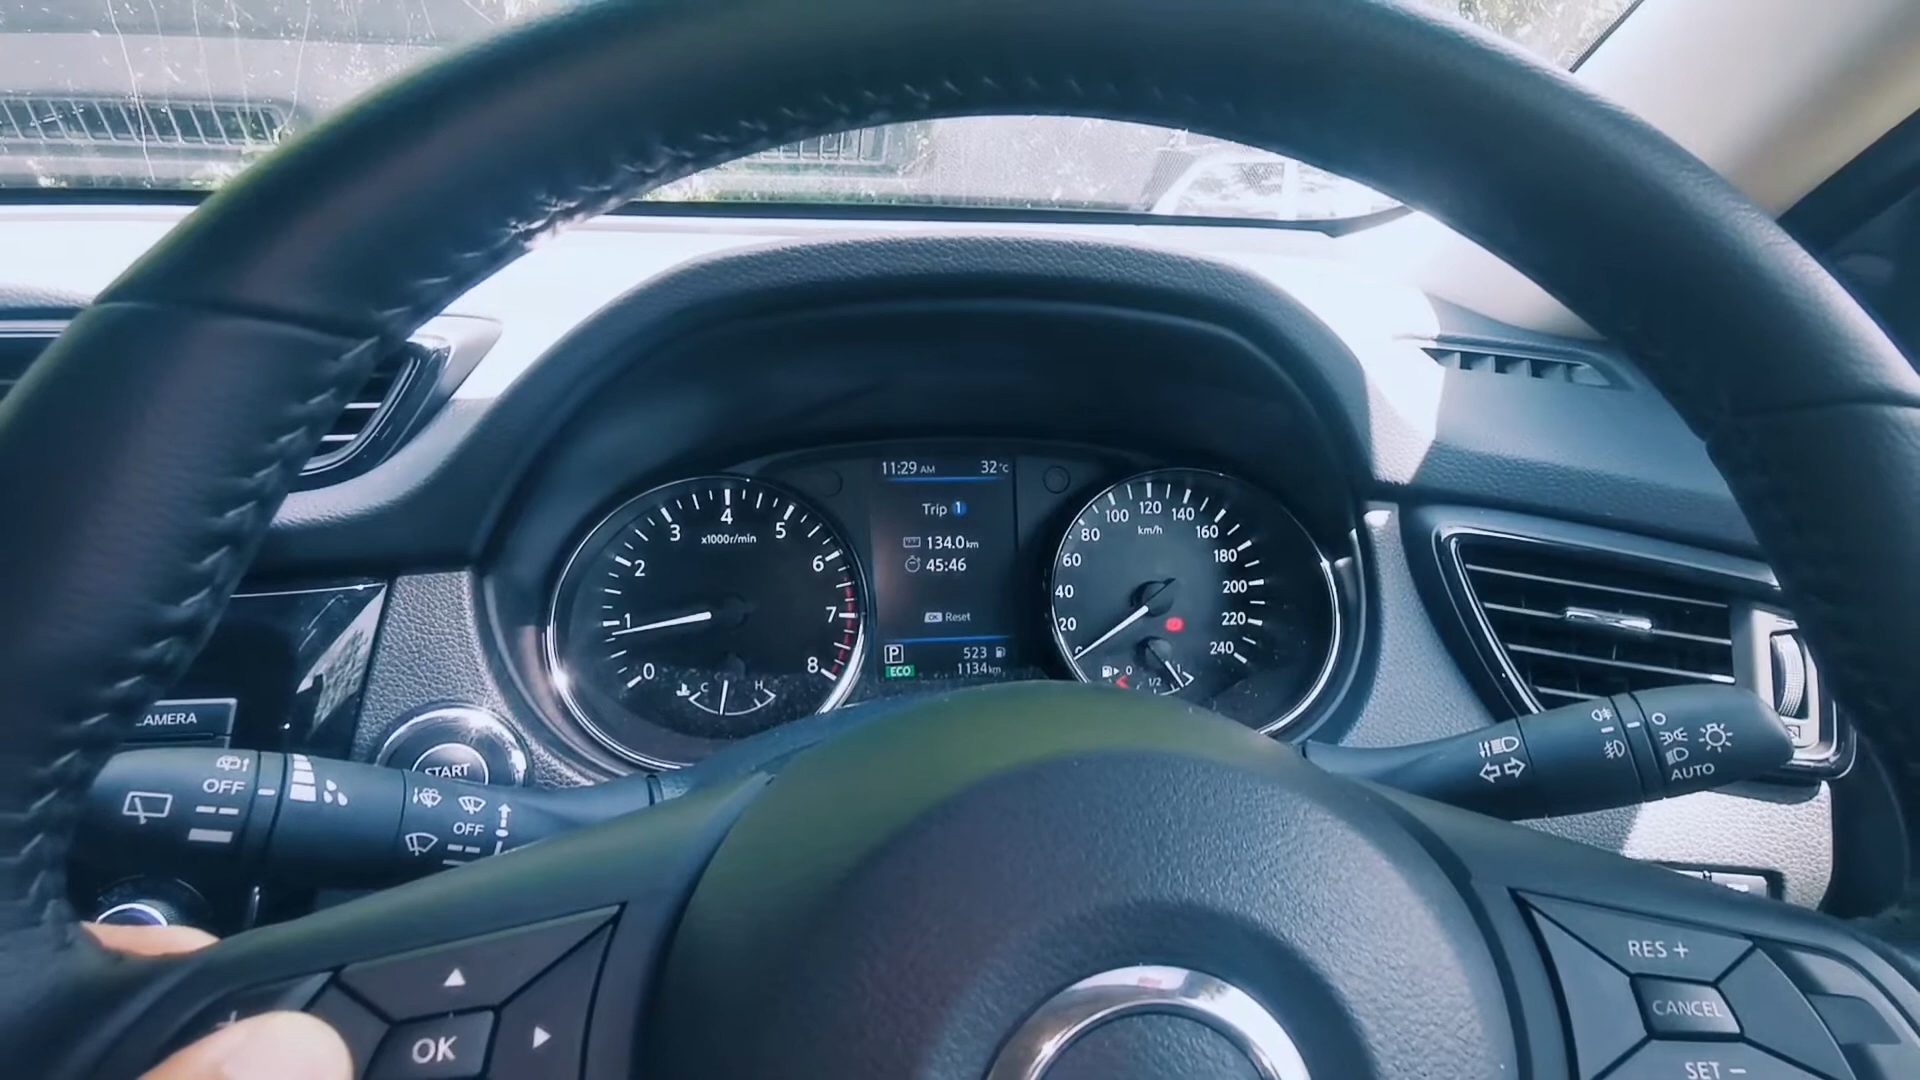 11:29 AM 32°C
Trip 1
134.0 km
45:46
OK Reset
P 523
ECO 1134 km
0 1 2 3 4 5 6 7 8
x1000r/min
C H
0 20 40 60 80 100 120 140 160 180 200 220 240
km/h
0 1/2 1
CAMERA
START
OFF
OFF
AUTO
OK
RES +
CANCEL
SET −